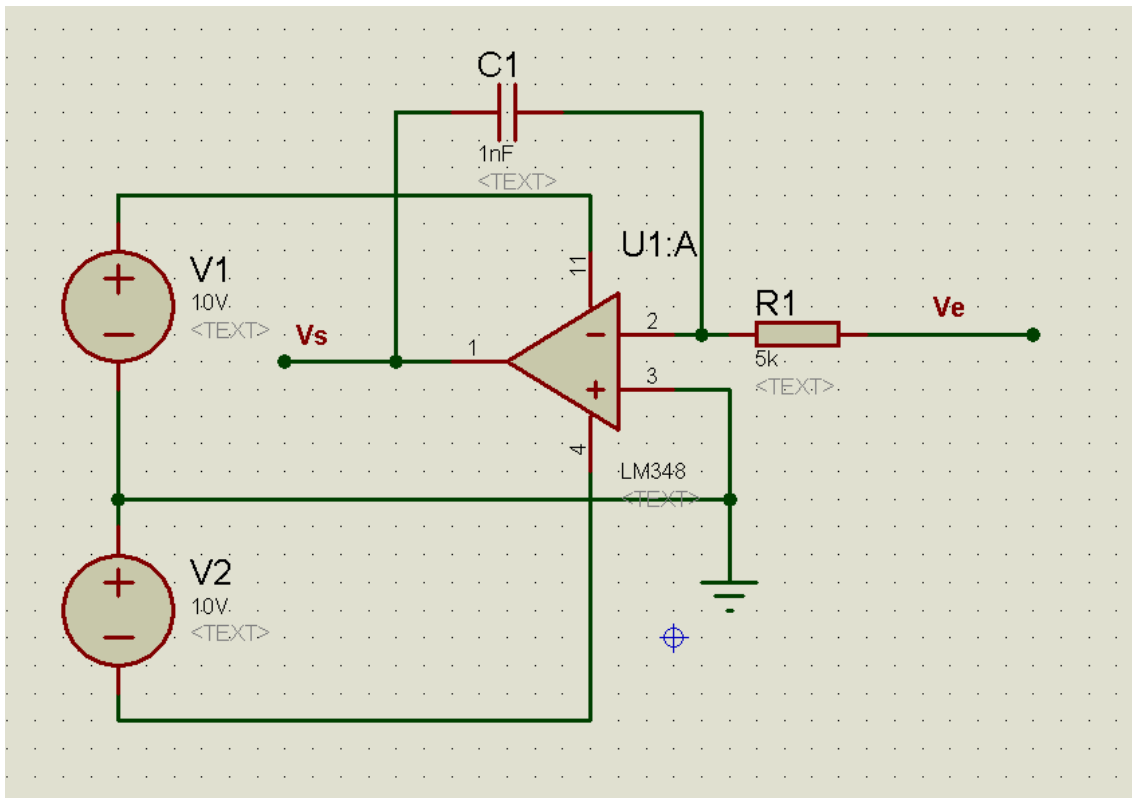 C1
1nF
<TEXT>
U1:A
11
V1
10V
<TEXT>
Vs
1
2
R1
Ve
5k
<TEXT>
3
4
LM348
<TEXT>
V2
10V
<TEXT>